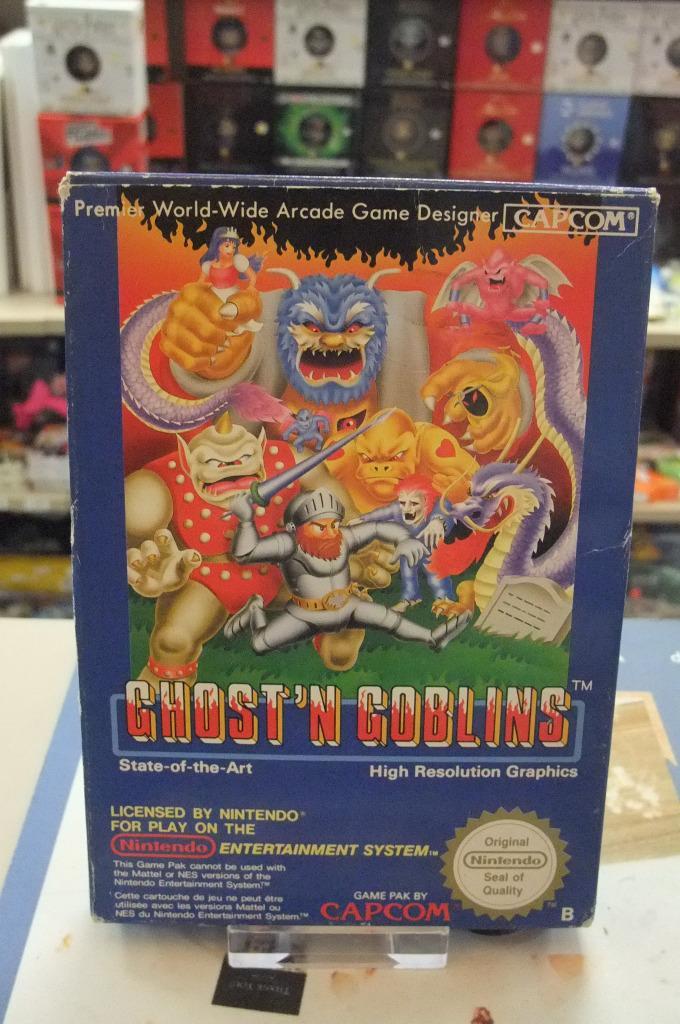 Premier World-Wide Arcade Game Designer CAPCOM®
GHOST'N GOBLINS™
State-of-the-Art High Resolution Graphics
LICENSED BY NINTENDO®
FOR PLAY ON THE
Nintendo ENTERTAINMENT SYSTEM™
This Game Pak cannot be used with
the Mattel or NES versions of the
Nintendo Entertainment System™
Cette cartouche de jeu ne peut être
utilisée avec les versions Mattel ou
NES du Nintendo Entertainment System™
GAME PAK BY
CAPCOM
Original
Nintendo
Seal of
Quality
™
B
THANK YOU